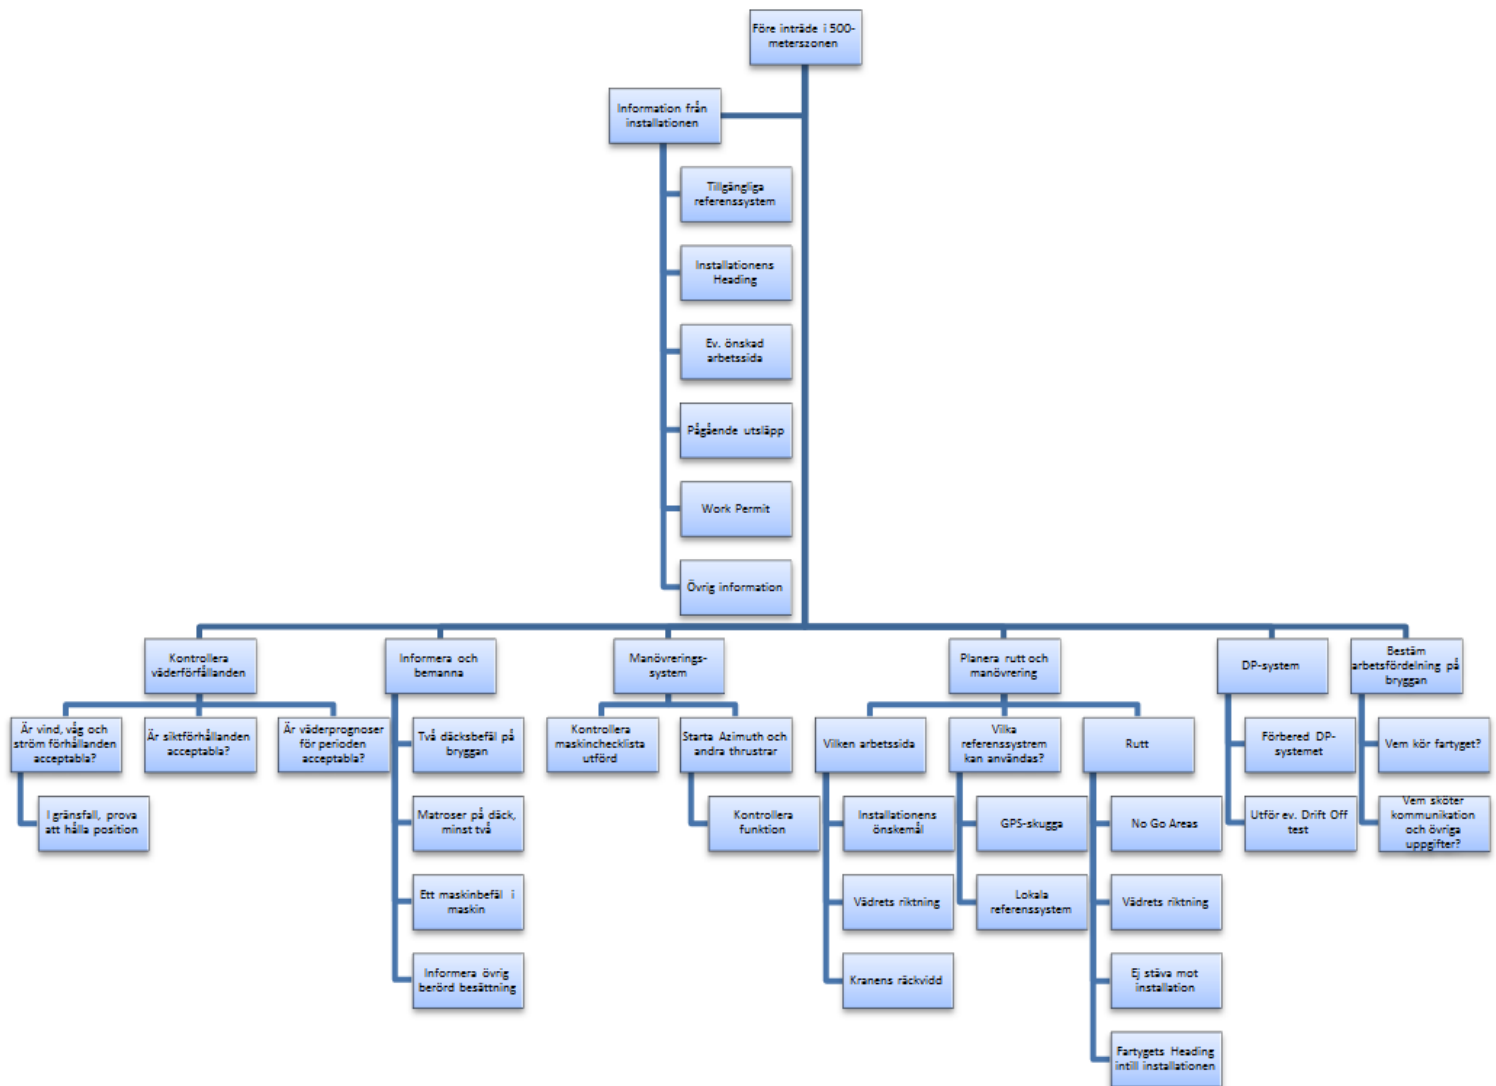 Före inträde i 500-
meterszonen
Information från
installationen
Tillgängliga
referenssystem
Installationens
Heading
Ev. önskad
arbetssida
Pågående utsläpp
Work Permit
Övrig information
Kontrollera
väderförfållanden
Är vind, våg och
ström förhållanden
acceptabla?
I gränsfall, prova
att hålla position
Är siktförhållanden
acceptabla?
Är väderprognoser
för perioden
acceptabla?
Informera och
bemanna
Två däcksbefäl på
bryggan
Matroser på däck,
minst två
Ett maskinbefäl i
maskin
Informera övrig
berörd besättning
Manövrerings-
system
Kontrollera
maskinchecklista
utförd
Starta Azimuth och
andra thrustrar
Kontrollera
funktion
Planera rutt och
manövrering
Vilken arbetssida
Installationens
önskemål
Vädrets riktning
Kranens räckvidd
Vilka
referenssystrem
kan användas?
GPS-skugga
Lokala
referenssystem
Rutt
No Go Areas
Vädrets riktning
Ej stäva mot
installation
Fartygets Heading
intill installationen
DP-system
Förbered DP-
systemet
Utför ev. Drift Off
test
Bestäm
arbetsfördelning på
bryggan
Vem kör fartyget?
Vem sköter
kommunikation
och övriga
uppgifter?